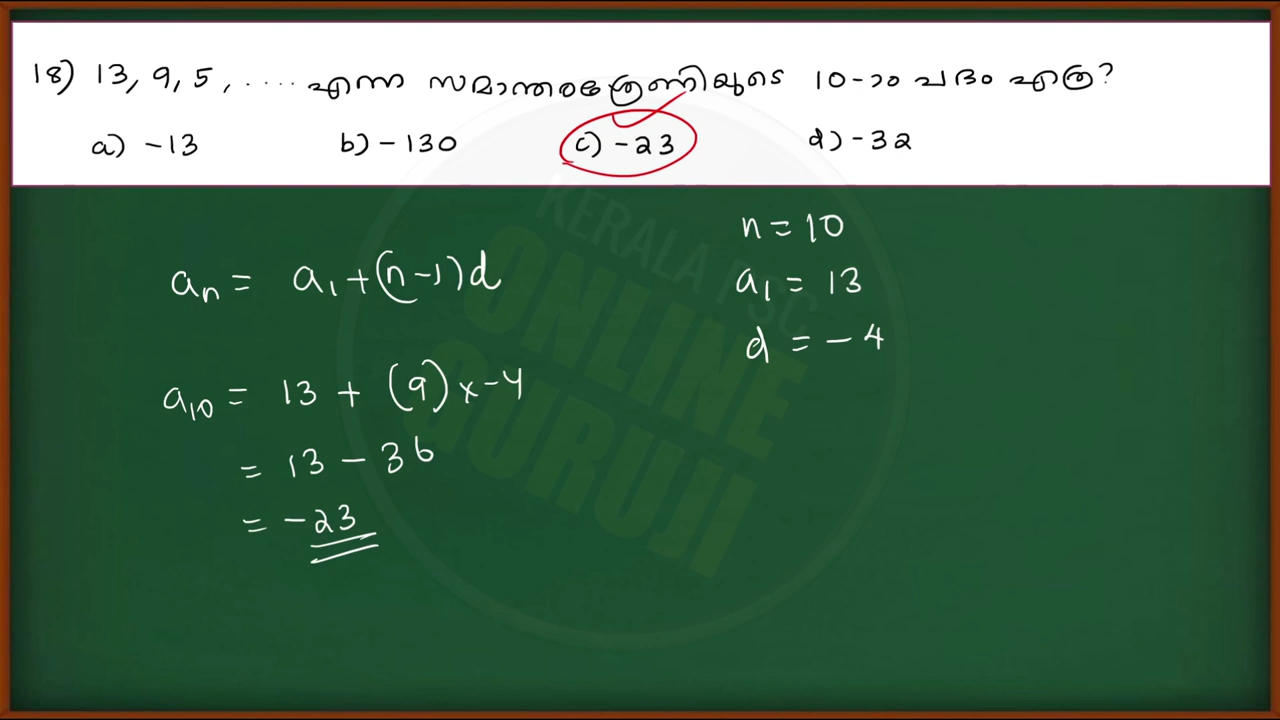 18) 13, 9, 5, ..... എന്ന സമാന്തരശ്രേണിയുടെ 10-ാം പദം എത്ര?
a) -13 b) -130 c) -23 d) -32
n = 10
aₙ = a₁ + (n-1)d
a₁ = 13
d = -4
a₁₀ = 13 + (9) x -4
= 13 - 36
= -23
KERALA PSC
ONLINE
GURUJI